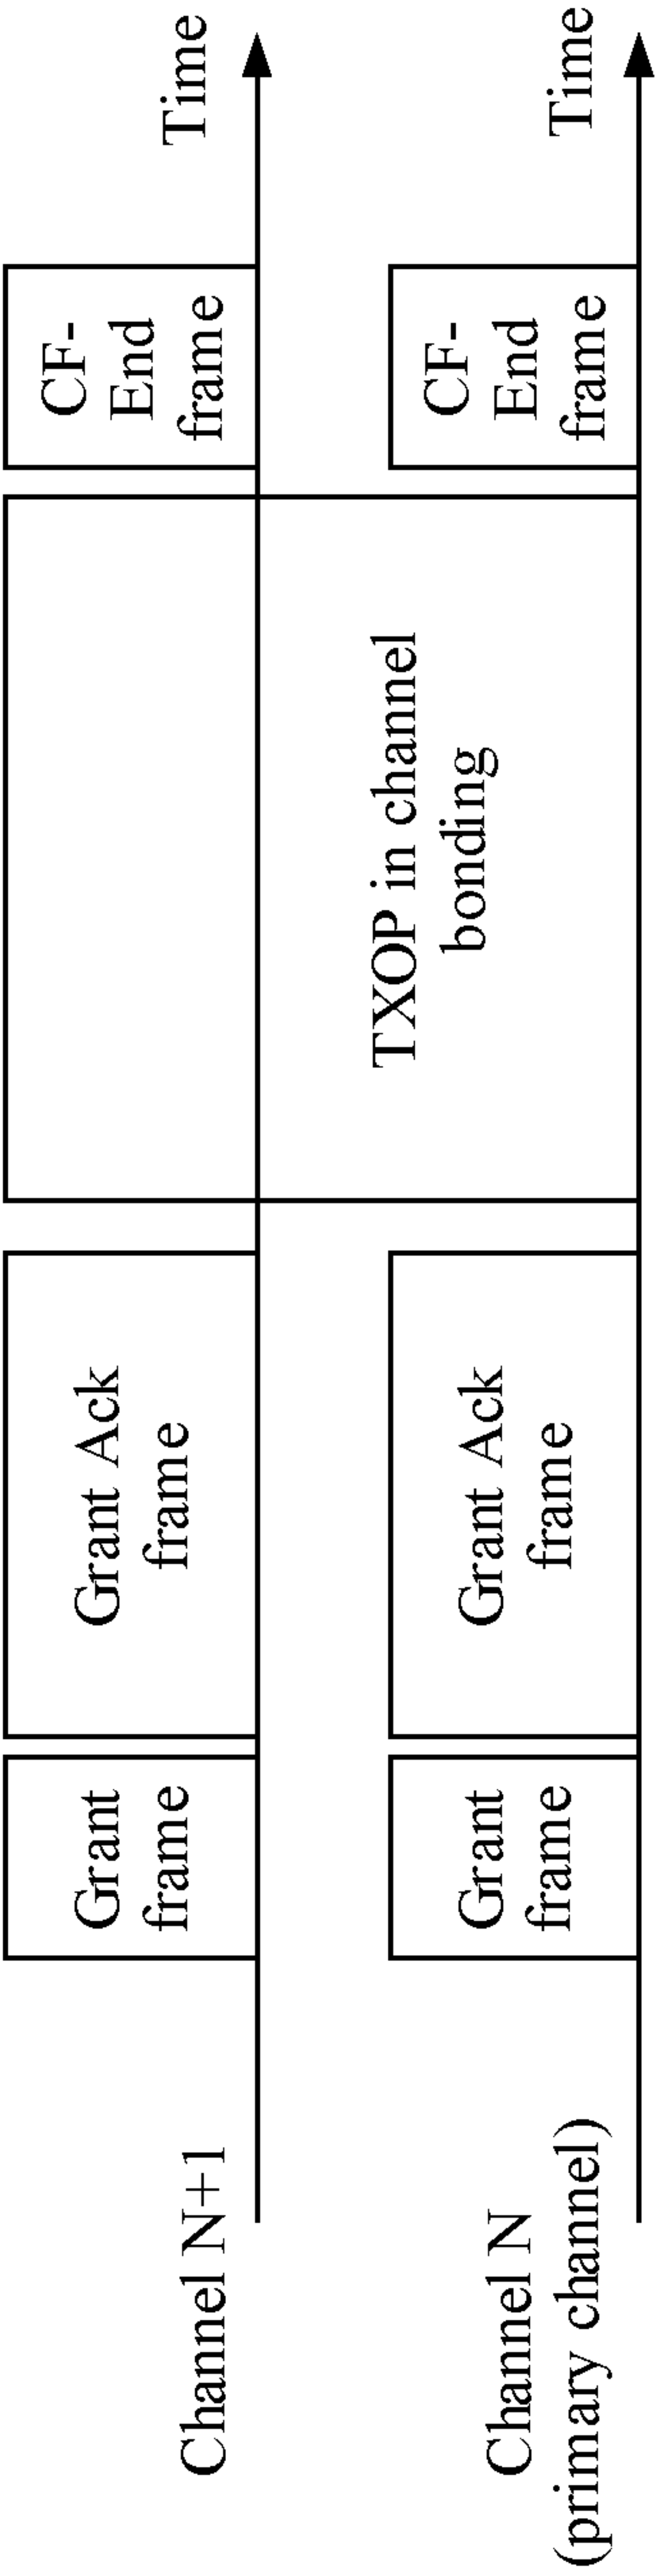 Channel N+1
Grant
frame
Grant Ack
frame
CF-
End
frame
Time
Channel N
(primary channel)
Grant
frame
Grant Ack
frame
TXOP in channel
bonding
CF-
End
frame
Time